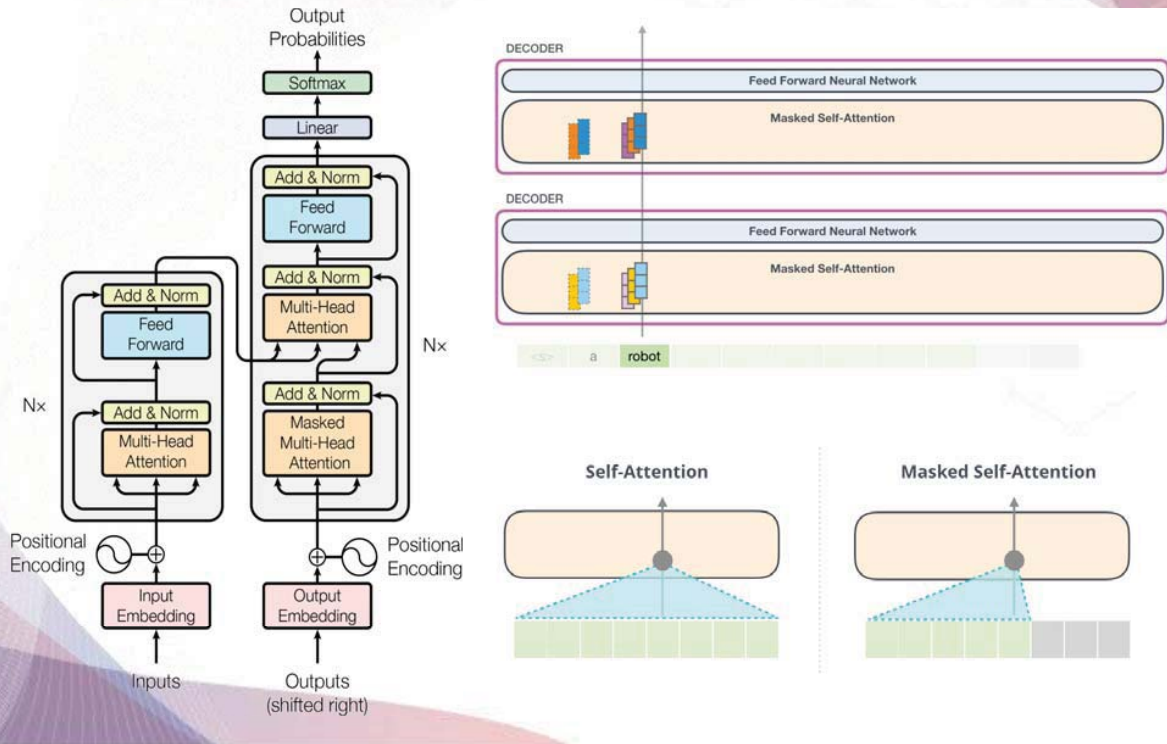 Output
Probabilities
Softmax
Linear
Add & Norm
Feed
Forward
Add & Norm
Multi-Head
Attention
Add & Norm
Masked
Multi-Head
Attention
Nx
Add & Norm
Feed
Forward
Add & Norm
Multi-Head
Attention
Nx
Positional
Encoding
Positional
Encoding
Input
Embedding
Output
Embedding
Inputs
Outputs
(shifted right)
DECODER
Feed Forward Neural Network
Masked Self-Attention
DECODER
Feed Forward Neural Network
Masked Self-Attention
<s> a robot
Self-Attention
Masked Self-Attention